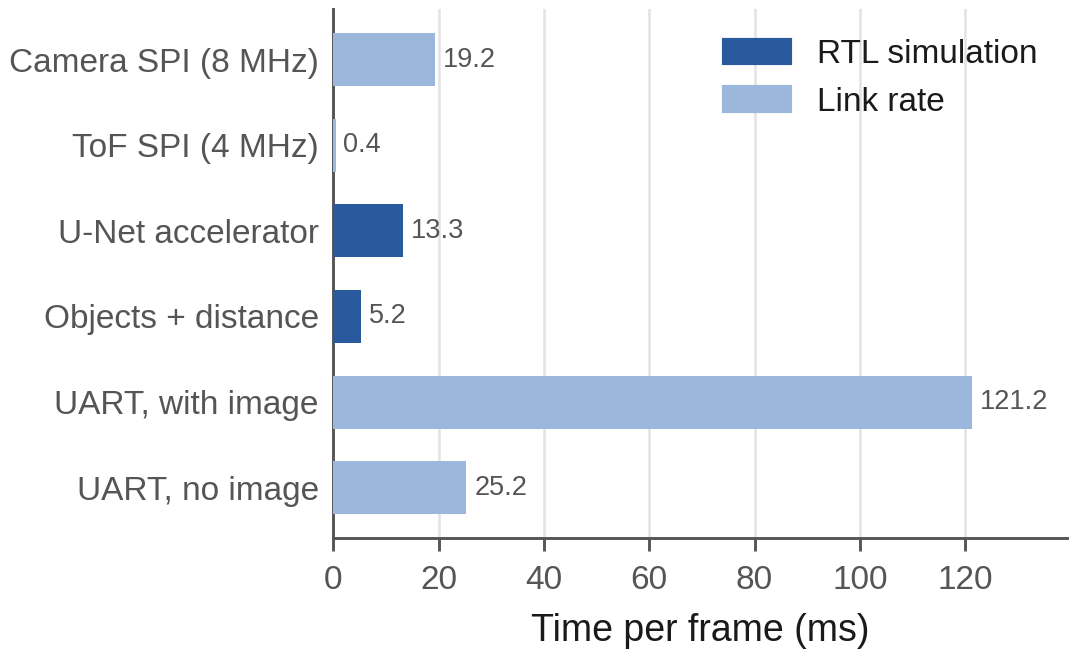 Camera SPI (8 MHz) 19.2
ToF SPI (4 MHz) 0.4
U-Net accelerator 13.3
Objects + distance 5.2
UART, with image 121.2
UART, no image 25.2
RTL simulation
Link rate
0 20 40 60 80 100 120
Time per frame (ms)